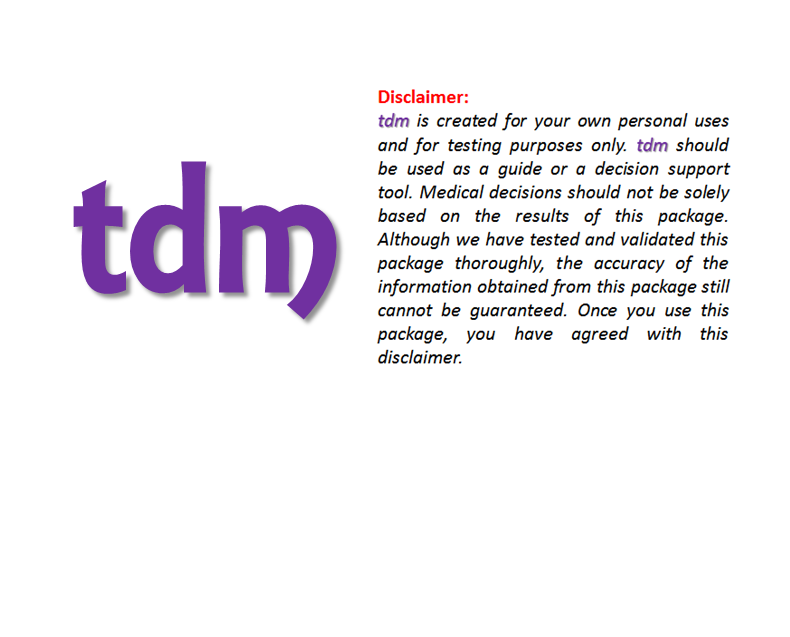 tdm
Disclaimer:
tdm is created for your own personal uses
and for testing purposes only. tdm should
be used as a guide or a decision support
tool. Medical decisions should not be solely
based on the results of this package.
Although we have tested and validated this
package thoroughly, the accuracy of the
information obtained from this package still
cannot be guaranteed. Once you use this
package, you have agreed with this
disclaimer.